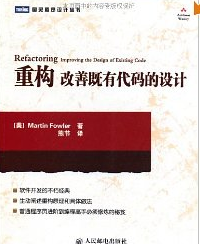 Refactoring Improving the Design of Existing Code
重构 改善既有代码的设计
[美] Martin Fowler 著
熊节 译
软件开发的不朽经典
生动阐述重构原理和具体做法
普通程序员进阶到编程高手必须修炼的秘笈
人民邮电出版社